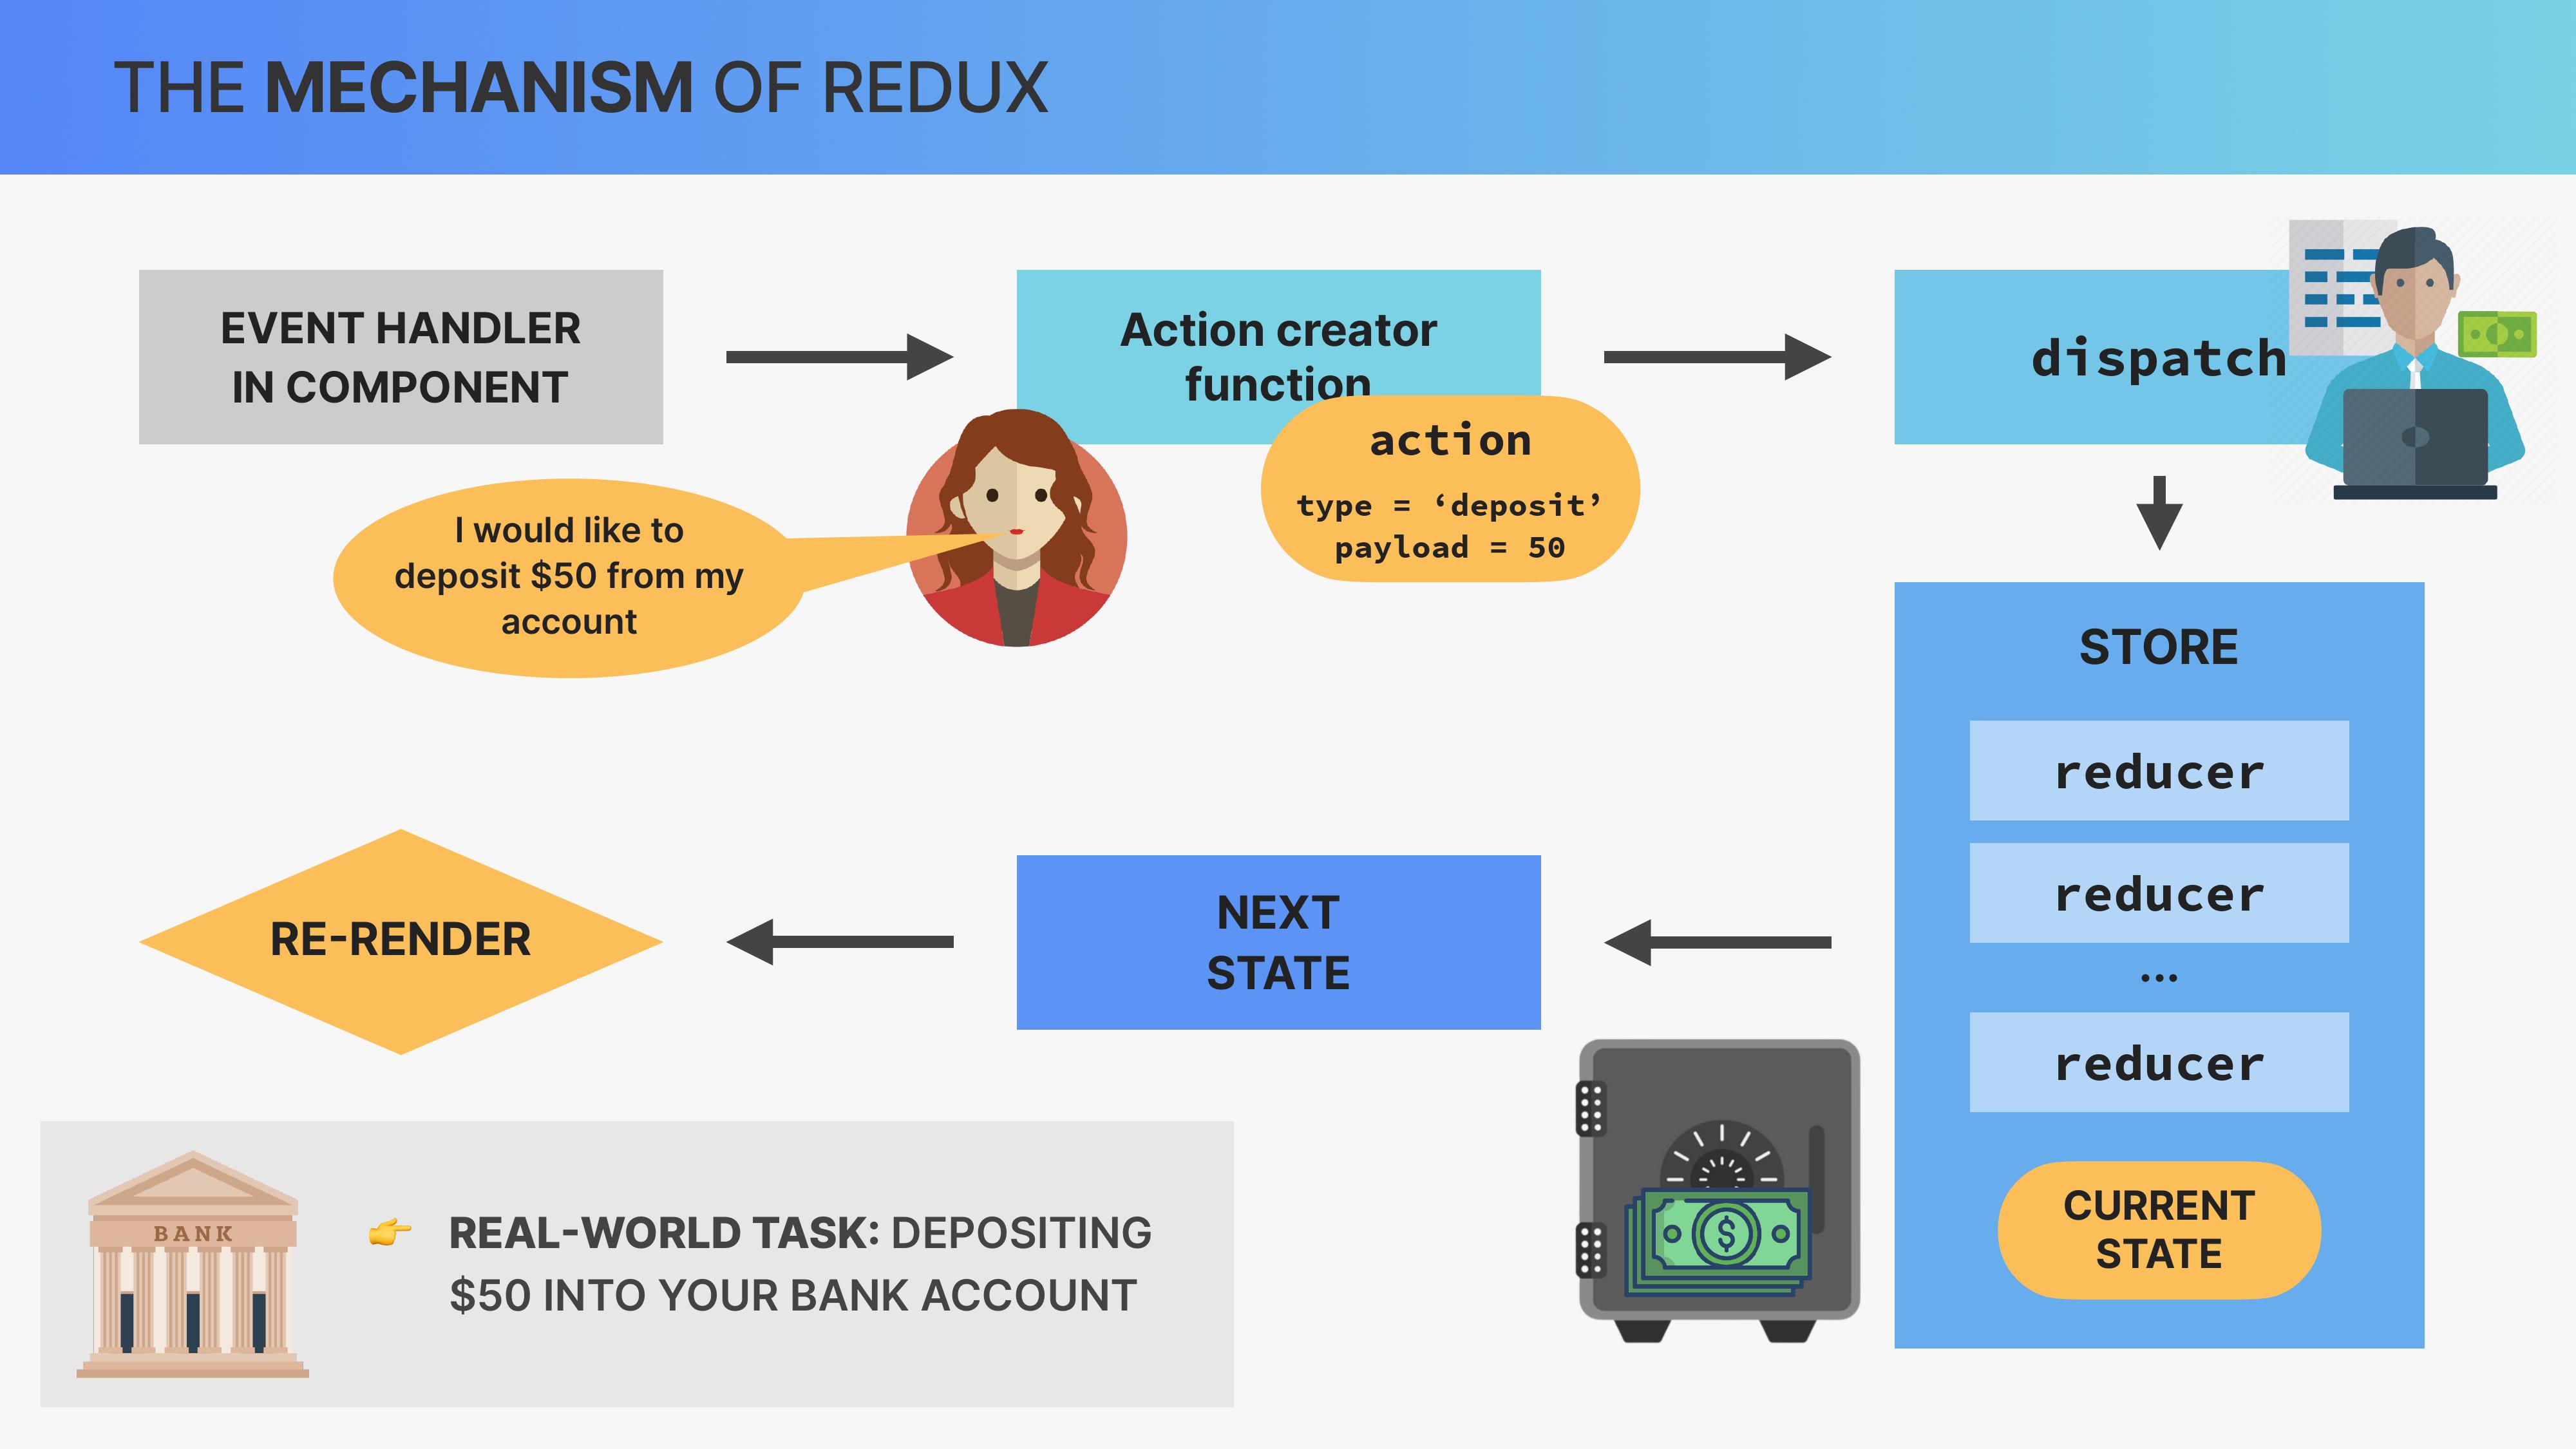 THE MECHANISM OF REDUX
EVENT HANDLER
IN COMPONENT
Action creator
function
dispatch
action
type = ‘deposit’
payload = 50
I would like to
deposit $50 from my
account
STORE
reducer
reducer
...
reducer
CURRENT
STATE
NEXT
STATE
RE-RENDER
BANK
👉 REAL-WORLD TASK: DEPOSITING
$50 INTO YOUR BANK ACCOUNT